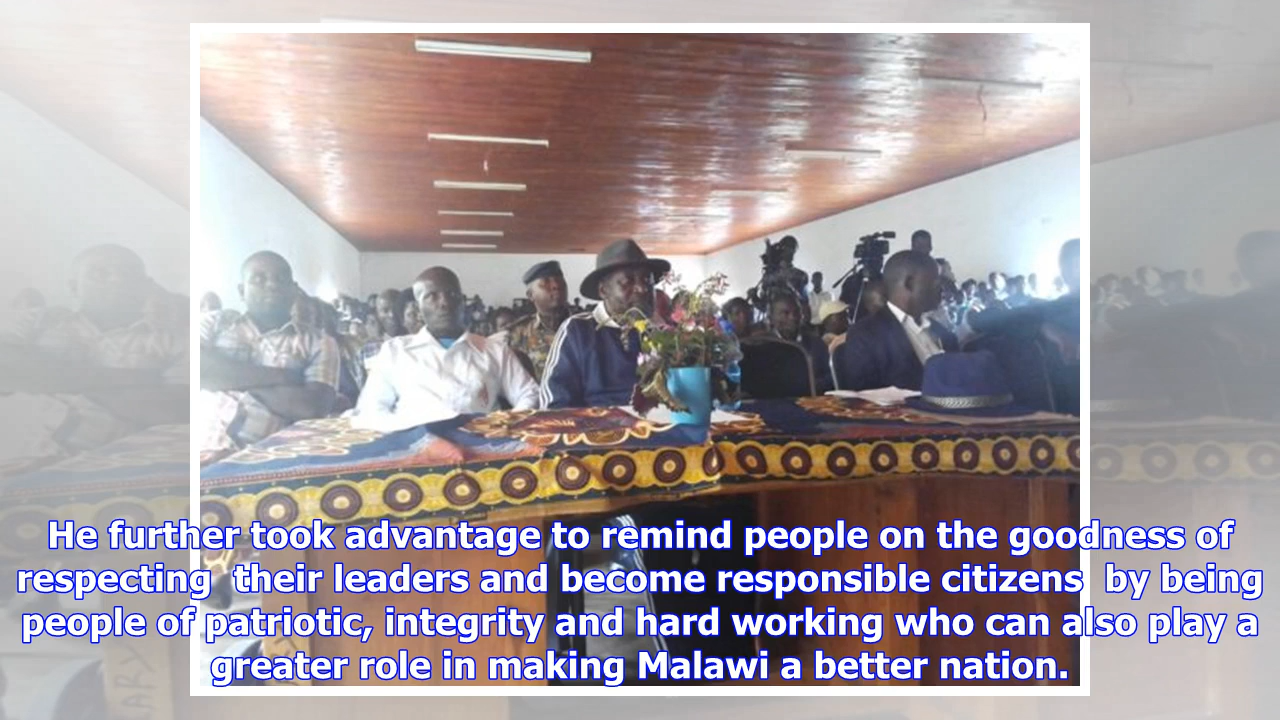 He further took advantage to remind people on the goodness of
respecting  their leaders and become responsible citizens  by being
people of patriotic, integrity and hard working who can also play a
greater role in making Malawi a better nation.